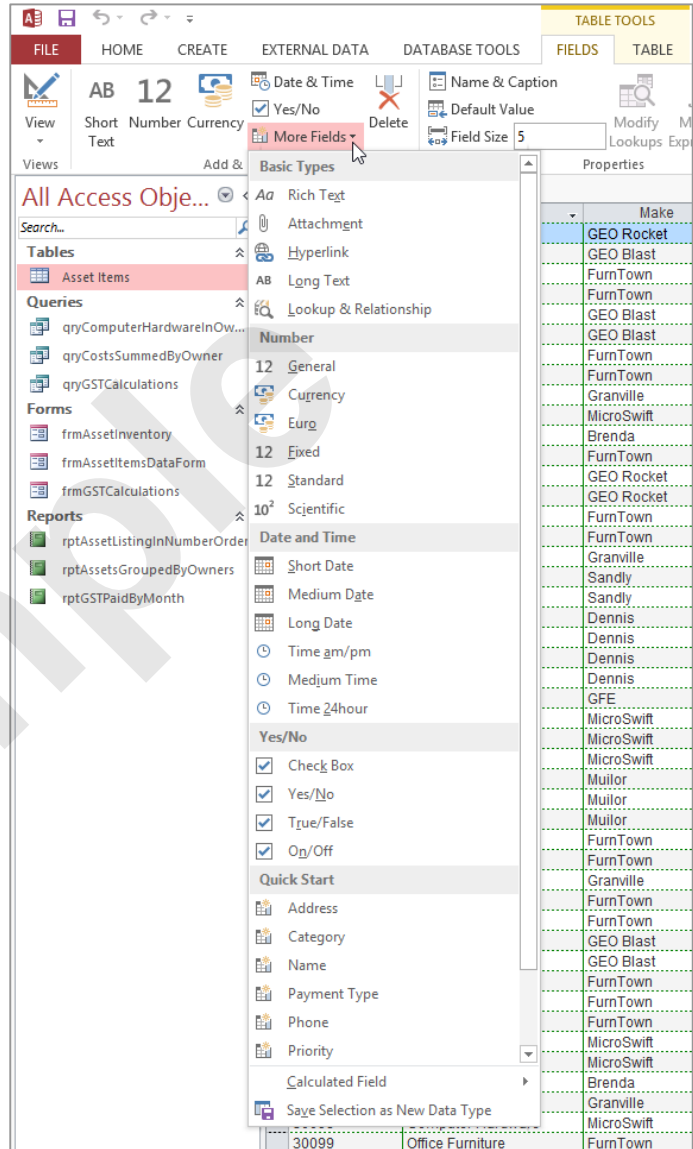 TABLE TOOLS
FILE HOME CREATE EXTERNAL DATA DATABASE TOOLS FIELDS TABLE
View
Views
AB Short Text
12 Number
Currency
Date & Time
Yes/No
More Fields
Add &
Delete
Name & Caption
Default Value
Field Size 5
Modify Lookups
Properties
All Access Obje...
Search...
Tables
Asset Items
Queries
qryComputerHardwareInOw...
qryCostsSummedByOwner
qryGSTCalculations
Forms
frmAssetInventory
frmAssetItemsDataForm
frmGSTCalculations
Reports
rptAssetListingInNumberOrder
rptAssetsGroupedByOwners
rptGSTPaidByMonth
Basic Types
Aa Rich Text
Attachment
Hyperlink
AB Long Text
Lookup & Relationship
Number
12 General
Currency
Euro
12 Fixed
12 Standard
10² Scientific
Date and Time
Short Date
Medium Date
Long Date
Time am/pm
Medium Time
Time 24hour
Yes/No
Check Box
Yes/No
True/False
On/Off
Quick Start
Address
Category
Name
Payment Type
Phone
Priority
Calculated Field
Save Selection as New Data Type
Make
GEO Rocket
GEO Blast
FurnTown
FurnTown
GEO Blast
GEO Blast
FurnTown
FurnTown
Granville
MicroSwift
Brenda
FurnTown
GEO Rocket
GEO Rocket
FurnTown
FurnTown
Granville
Sandly
Sandly
Dennis
Dennis
Dennis
Dennis
GFE
MicroSwift
MicroSwift
MicroSwift
Muilor
Muilor
Muilor
FurnTown
FurnTown
Granville
FurnTown
FurnTown
GEO Blast
GEO Blast
FurnTown
FurnTown
FurnTown
MicroSwift
MicroSwift
Brenda
Granville
MicroSwift
30099 Office Furniture FurnTown